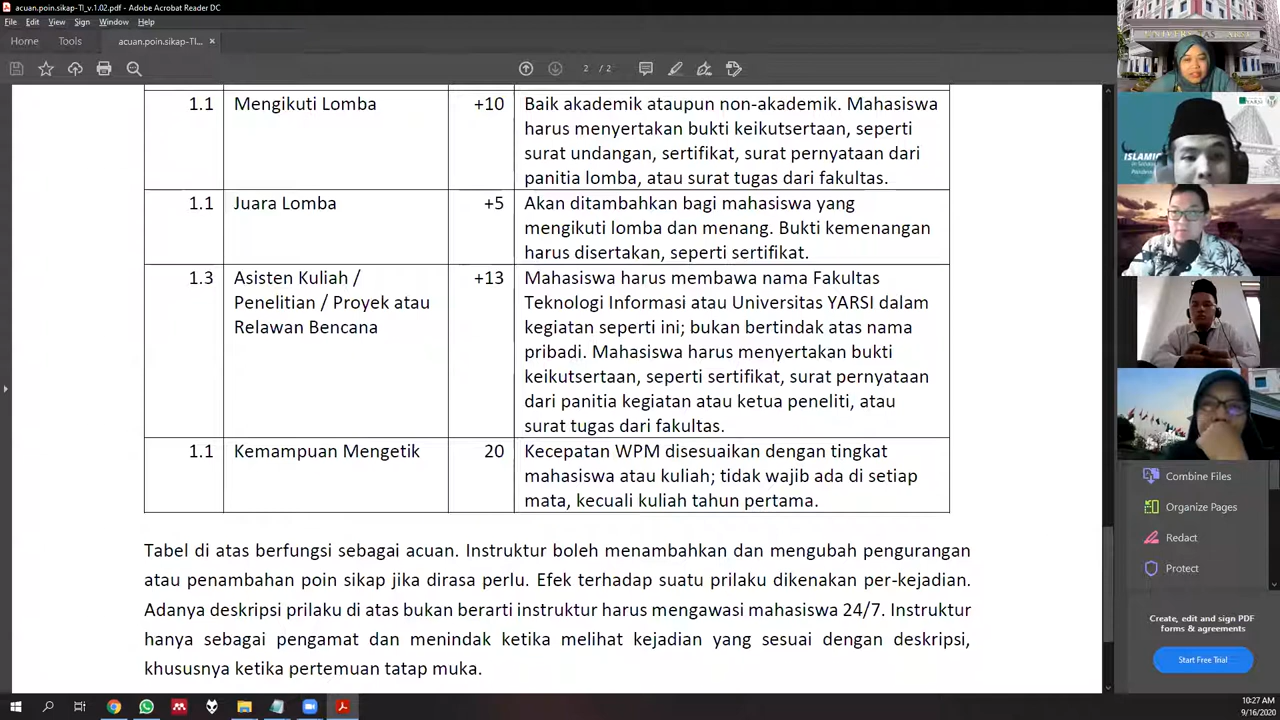 acuan.poin.sikap-TI_v.1.02.pdf - Adobe Acrobat Reader DC
File Edit View Sign Window Help
Home Tools acuan.poin.sikap-TI... ×
2 / 2
1.1 Mengikuti Lomba +10 Baik akademik ataupun non-akademik. Mahasiswa
harus menyertakan bukti keikutsertaan, seperti
surat undangan, sertifikat, surat pernyataan dari
panitia lomba, atau surat tugas dari fakultas.
1.1 Juara Lomba +5 Akan ditambahkan bagi mahasiswa yang
mengikuti lomba dan menang. Bukti kemenangan
harus disertakan, seperti sertifikat.
1.3 Asisten Kuliah / +13 Mahasiswa harus membawa nama Fakultas
Penelitian / Proyek atau Teknologi Informasi atau Universitas YARSI dalam
Relawan Bencana kegiatan seperti ini; bukan bertindak atas nama
pribadi. Mahasiswa harus menyertakan bukti
keikutsertaan, seperti sertifikat, surat pernyataan
dari panitia kegiatan atau ketua peneliti, atau
surat tugas dari fakultas.
1.1 Kemampuan Mengetik 20 Kecepatan WPM disesuaikan dengan tingkat
mahasiswa atau kuliah; tidak wajib ada di setiap
mata, kecuali kuliah tahun pertama.
Tabel di atas berfungsi sebagai acuan. Instruktur boleh menambahkan dan mengubah pengurangan
atau penambahan poin sikap jika dirasa perlu. Efek terhadap suatu prilaku dikenakan per-kejadian.
Adanya deskripsi prilaku di atas bukan berarti instruktur harus mengawasi mahasiswa 24/7. Instruktur
hanya sebagai pengamat dan menindak ketika melihat kejadian yang sesuai dengan deskripsi,
khususnya ketika pertemuan tatap muka.
YARSI
ISLAMIC
Combine Files
Organize Pages
Redact
Protect
Create, edit and sign PDF
forms & agreements
Start Free Trial
10:27 AM
9/16/2020